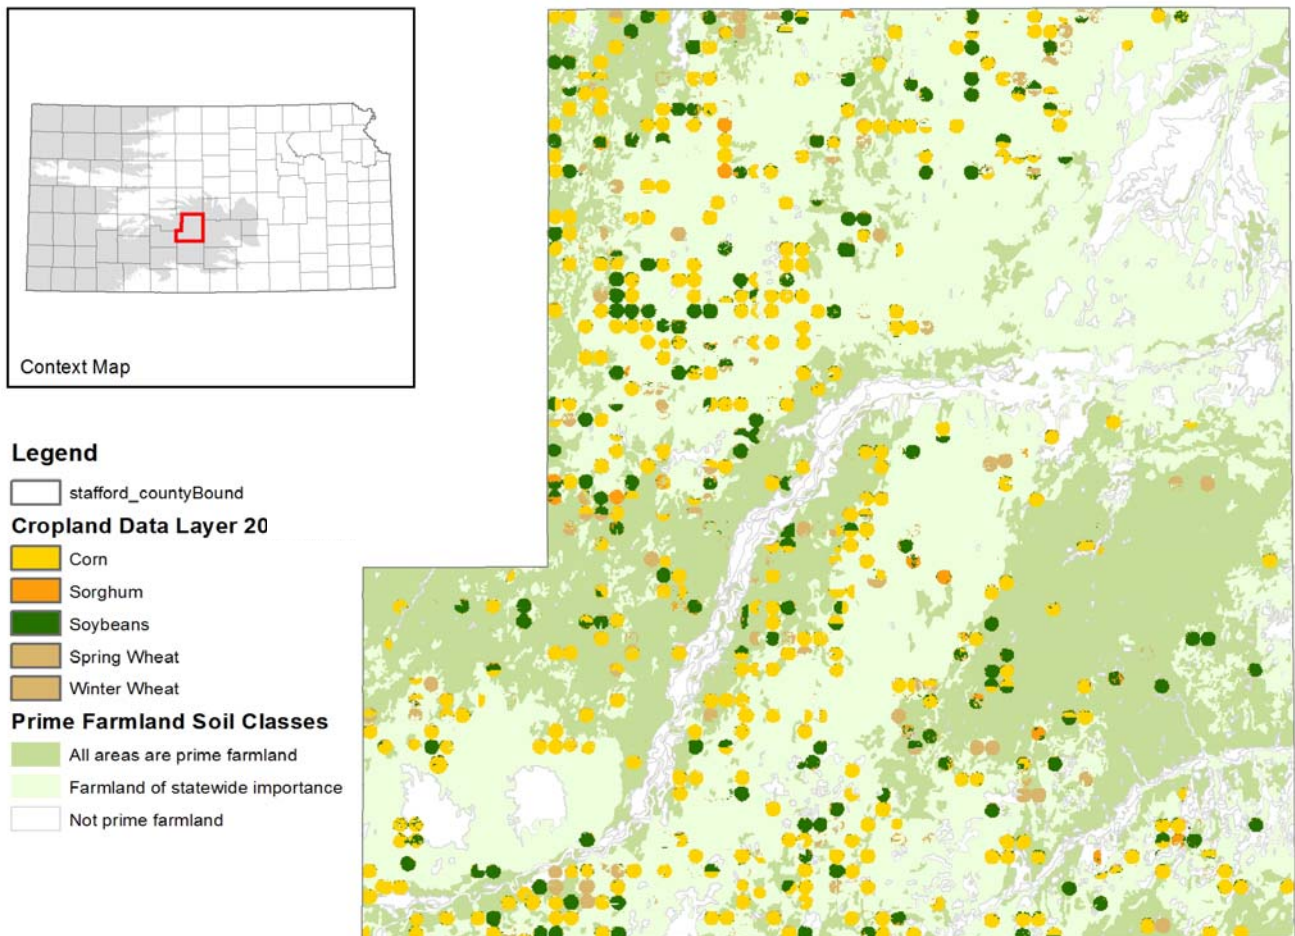 Context Map
Legend
stafford_countyBound
Cropland Data Layer 20
Corn
Sorghum
Soybeans
Spring Wheat
Winter Wheat
Prime Farmland Soil Classes
All areas are prime farmland
Farmland of statewide importance
Not prime farmland